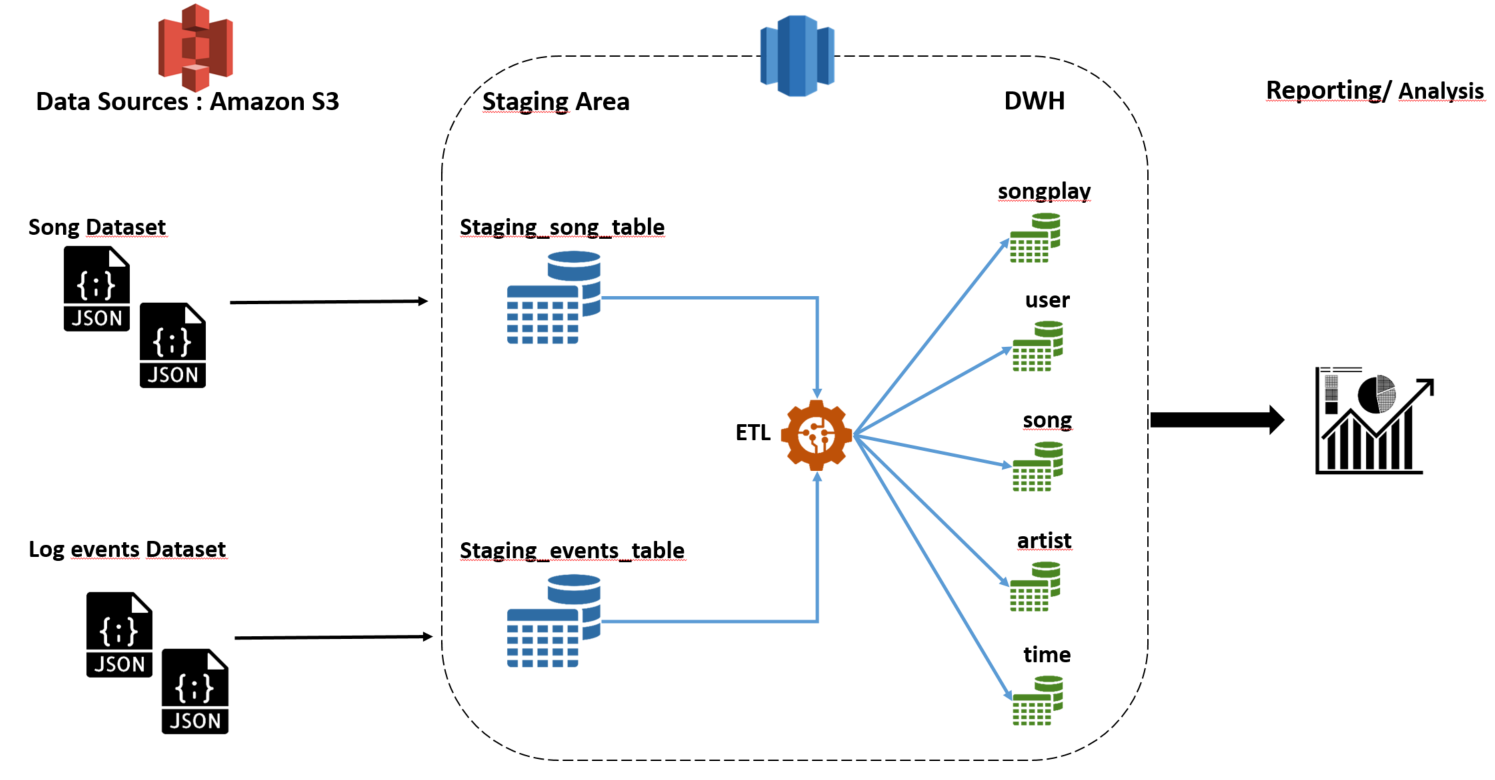 Data Sources : Amazon S3
Staging Area
DWH
Reporting/ Analysis
Song Dataset
{;}
JSON
{;}
JSON
Staging_song_table
songplay
user
song
ETL
artist
time
Log events Dataset
{;}
JSON
{;}
JSON
Staging_events_table